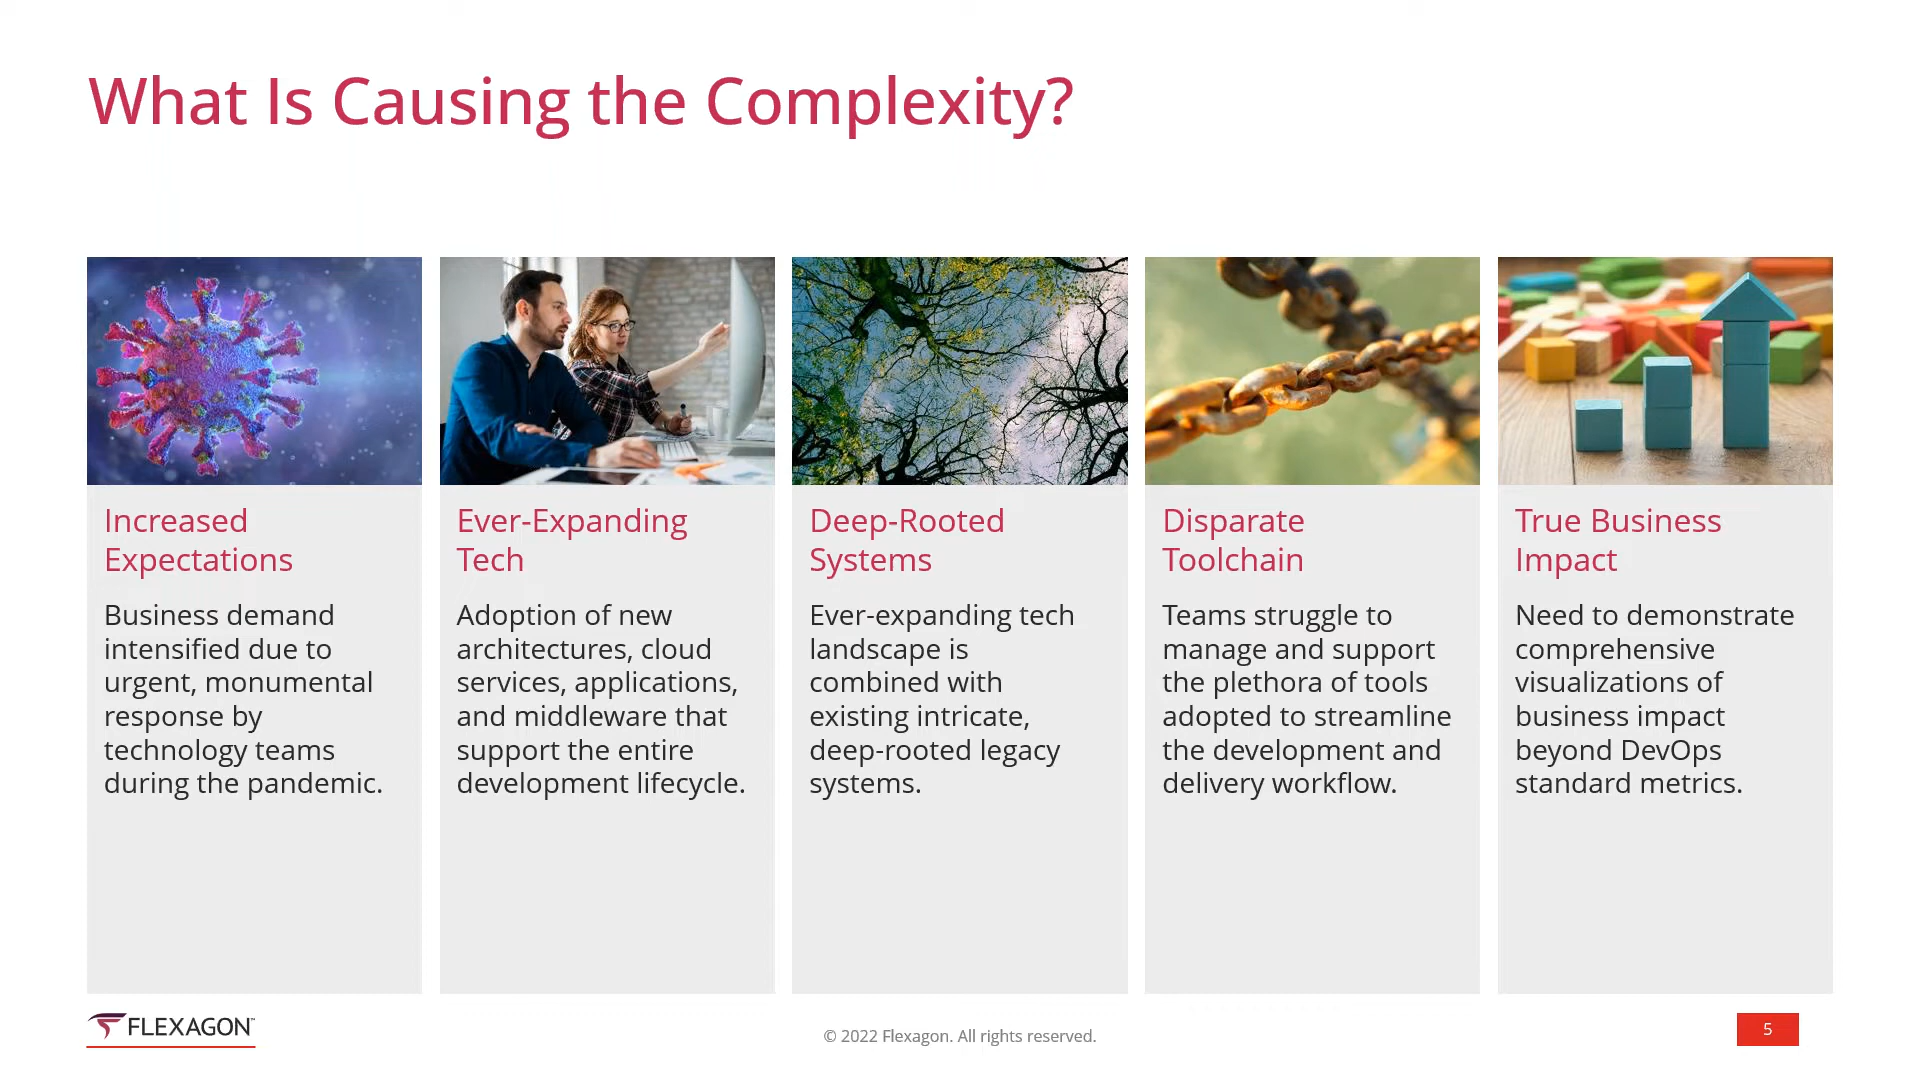 What Is Causing the Complexity?
Increased
Expectations
Business demand
intensified due to
urgent, monumental
response by
technology teams
during the pandemic.
Ever-Expanding
Tech
Adoption of new
architectures, cloud
services, applications,
and middleware that
support the entire
development lifecycle.
Deep-Rooted
Systems
Ever-expanding tech
landscape is
combined with
existing intricate,
deep-rooted legacy
systems.
Disparate
Toolchain
Teams struggle to
manage and support
the plethora of tools
adopted to streamline
the development and
delivery workflow.
True Business
Impact
Need to demonstrate
comprehensive
visualizations of
business impact
beyond DevOps
standard metrics.
FLEXAGON™
© 2022 Flexagon. All rights reserved.
5